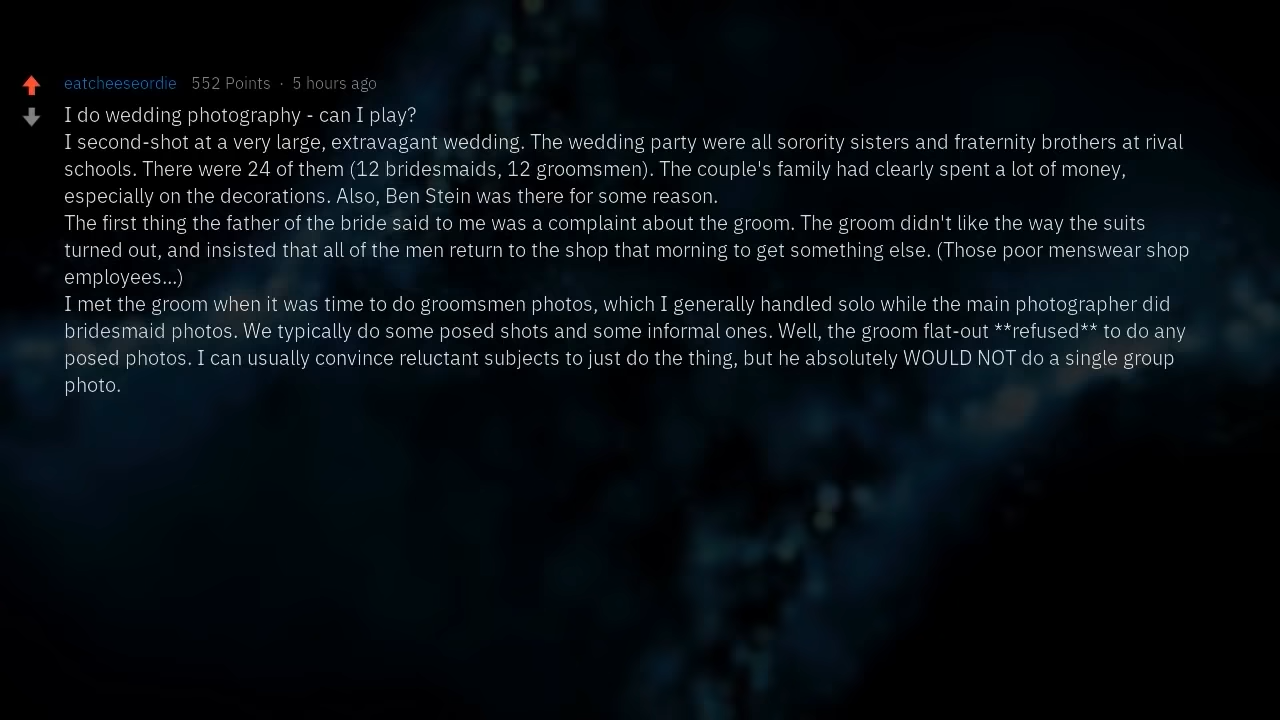 eatcheeseordie 552 Points · 5 hours ago
I do wedding photography - can I play?
I second-shot at a very large, extravagant wedding. The wedding party were all sorority sisters and fraternity brothers at rival
schools. There were 24 of them (12 bridesmaids, 12 groomsmen). The couple's family had clearly spent a lot of money,
especially on the decorations. Also, Ben Stein was there for some reason.
The first thing the father of the bride said to me was a complaint about the groom. The groom didn't like the way the suits
turned out, and insisted that all of the men return to the shop that morning to get something else. (Those poor menswear shop
employees...)
I met the groom when it was time to do groomsmen photos, which I generally handled solo while the main photographer did
bridesmaid photos. We typically do some posed shots and some informal ones. Well, the groom flat-out **refused** to do any
posed photos. I can usually convince reluctant subjects to just do the thing, but he absolutely WOULD NOT do a single group
photo.